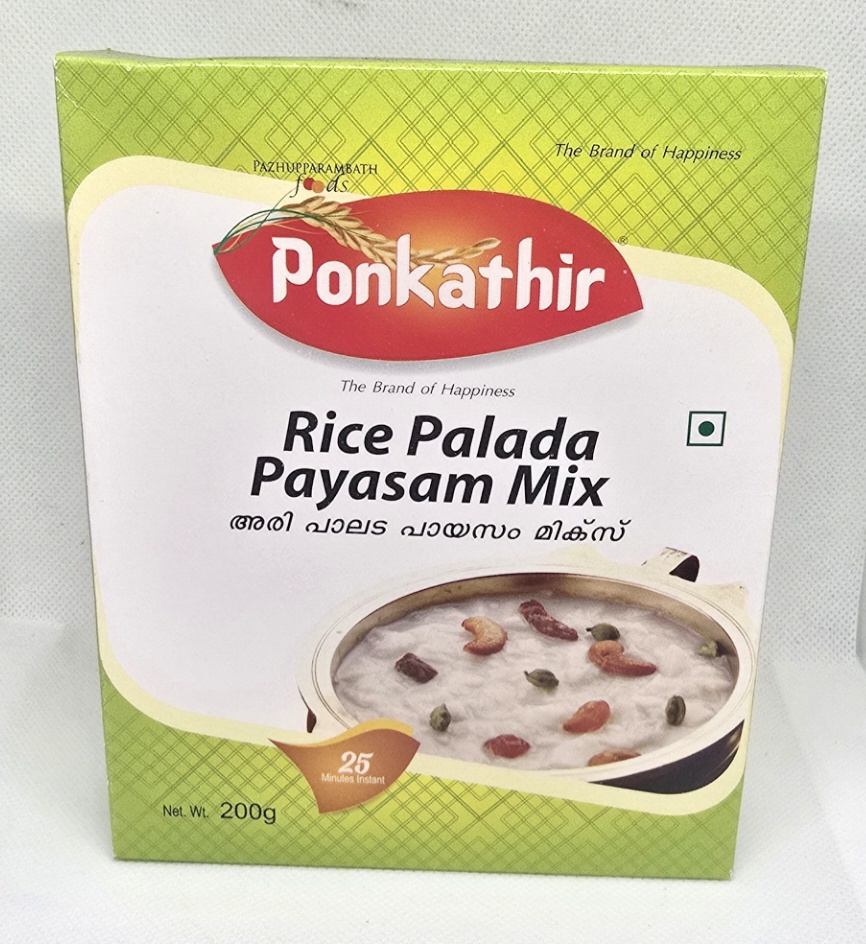 The Brand of Happiness
PAZHUPPARAMBATH
foods
Ponkathir®
The Brand of Happiness
Rice Palada
Payasam Mix
അരി പാലട പായസം മിക്സ്
25
Minutes Instant
Net. Wt. 200g